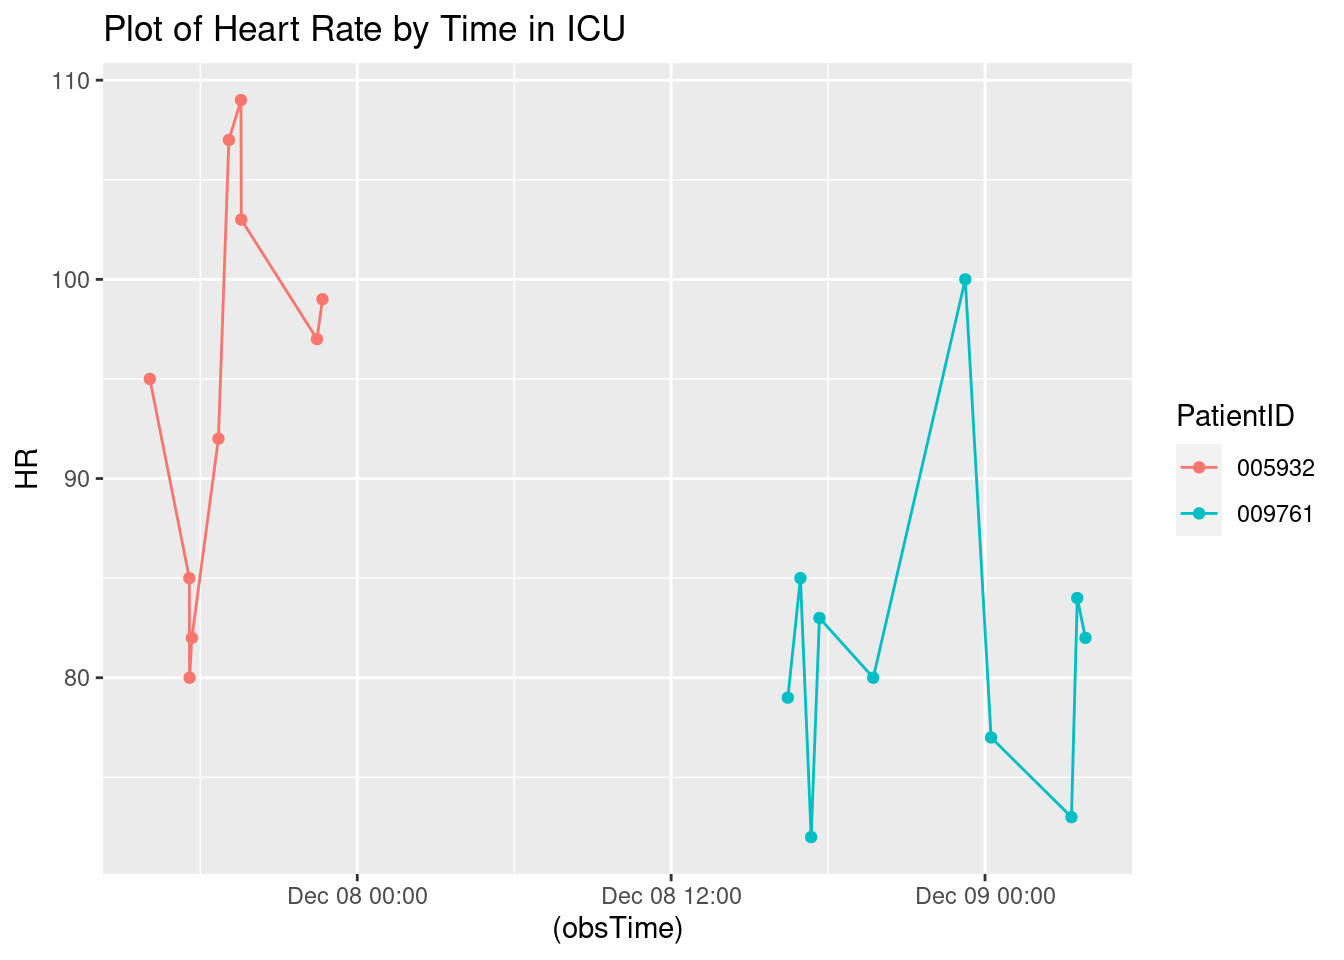 Plot of Heart Rate by Time in ICU
110
100
90
80
HR
Dec 08 00:00
Dec 08 12:00
Dec 09 00:00
(obsTime)
PatientID
005932
009761